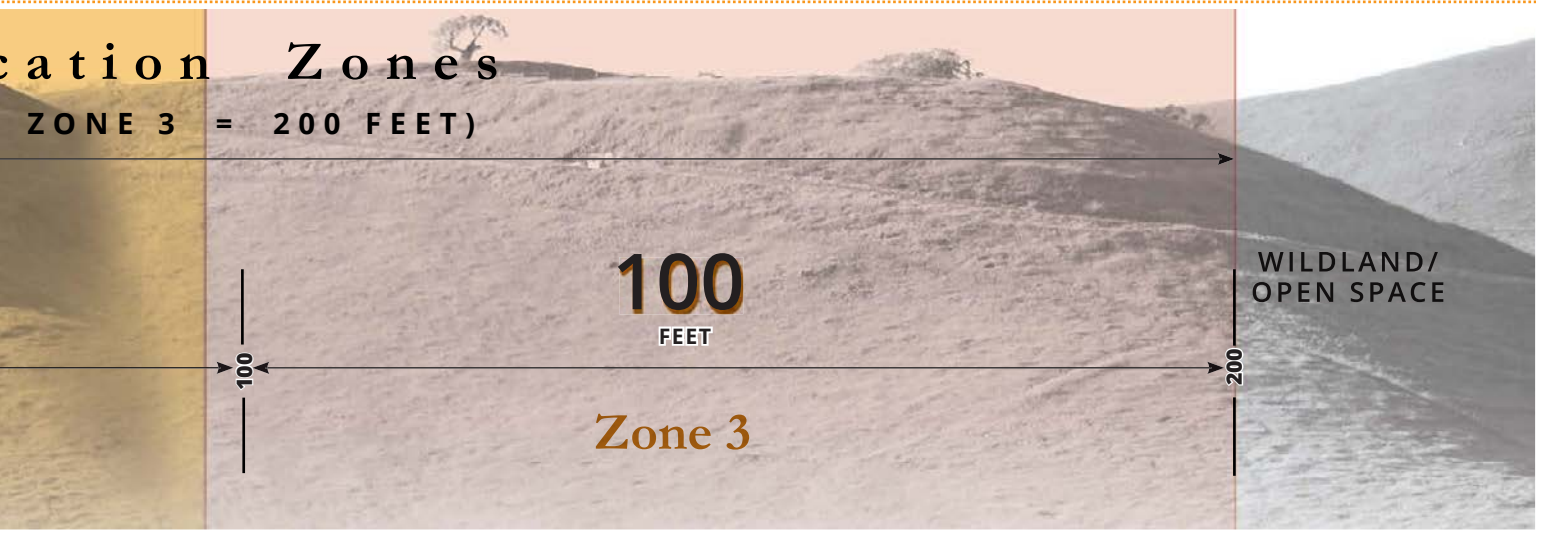 cation Zones
ZONE 3 = 200 FEET)
100
FEET
WILDLAND/
OPEN SPACE
100
200
Zone 3